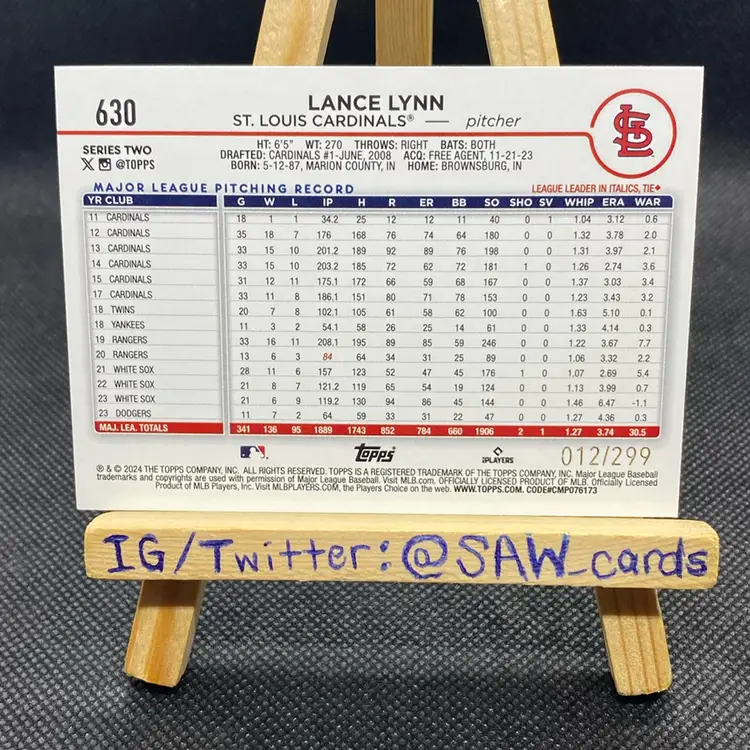 630
LANCE LYNN
ST. LOUIS CARDINALS® — pitcher
STL
SERIES TWO
X @TOPPS
HT: 6'5" WT: 270 THROWS: RIGHT BATS: BOTH
DRAFTED: CARDINALS #1-JUNE, 2008 ACQ: FREE AGENT, 11-21-23
BORN: 5-12-87, MARION COUNTY, IN HOME: BROWNSBURG, IN
MAJOR LEAGUE PITCHING RECORD LEAGUE LEADER IN ITALICS, TIE♦
YR CLUB G W L IP H R ER BB SO SHO SV WHIP ERA WAR
11 CARDINALS 18 1 1 34.2 25 12 12 11 40 0 1 1.04 3.12 0.6
12 CARDINALS 35 18 7 176 168 76 74 64 180 0 0 1.32 3.78 2.0
13 CARDINALS 33 15 10 201.2 189 92 89 76 198 0 0 1.31 3.97 2.1
14 CARDINALS 33 15 10 203.2 185 72 62 72 181 1 0 1.26 2.74 3.6
15 CARDINALS 31 12 11 175.1 172 66 59 68 167 0 0 1.37 3.03 3.4
17 CARDINALS 33 11 8 186.1 151 80 71 78 153 0 0 1.23 3.43 3.2
18 TWINS 20 7 8 102.1 105 61 58 62 100 0 0 1.63 5.10 0.1
18 YANKEES 11 3 2 54.1 58 26 25 14 61 0 0 1.33 4.14 0.3
19 RANGERS 33 16 11 208.1 195 89 85 59 246 0 0 1.22 3.67 7.7
20 RANGERS 13 6 3 84 64 34 31 25 89 0 0 1.06 3.32 2.2
21 WHITE SOX 28 11 6 157 123 52 47 45 176 1 0 1.07 2.69 5.4
22 WHITE SOX 21 8 7 121.2 119 65 54 19 124 0 0 1.13 3.99 0.7
23 WHITE SOX 21 6 9 119.2 130 94 86 45 144 0 0 1.46 6.47 -1.1
23 DODGERS 11 7 2 64 59 33 31 22 47 0 0 1.27 4.36 0.3
MAJ. LEA. TOTALS 341 136 95 1889 1743 852 784 660 1906 2 1 1.27 3.74 30.5
Topps PLAYERS 012/299
® & © 2024 THE TOPPS COMPANY, INC. ALL RIGHTS RESERVED. TOPPS IS A REGISTERED TRADEMARK OF THE TOPPS COMPANY, INC. Major League Baseball
trademarks and copyrights are used with permission of Major League Baseball. Visit MLB.com. OFFICIALLY LICENSED PRODUCT OF MLB. Officially Licensed
Product of MLB Players, Inc. Visit MLBPLAYERS.COM, the Players Choice on the web. WWW.TOPPS.COM. CODE#CMP076173
IG/Twitter: @SAW_cards